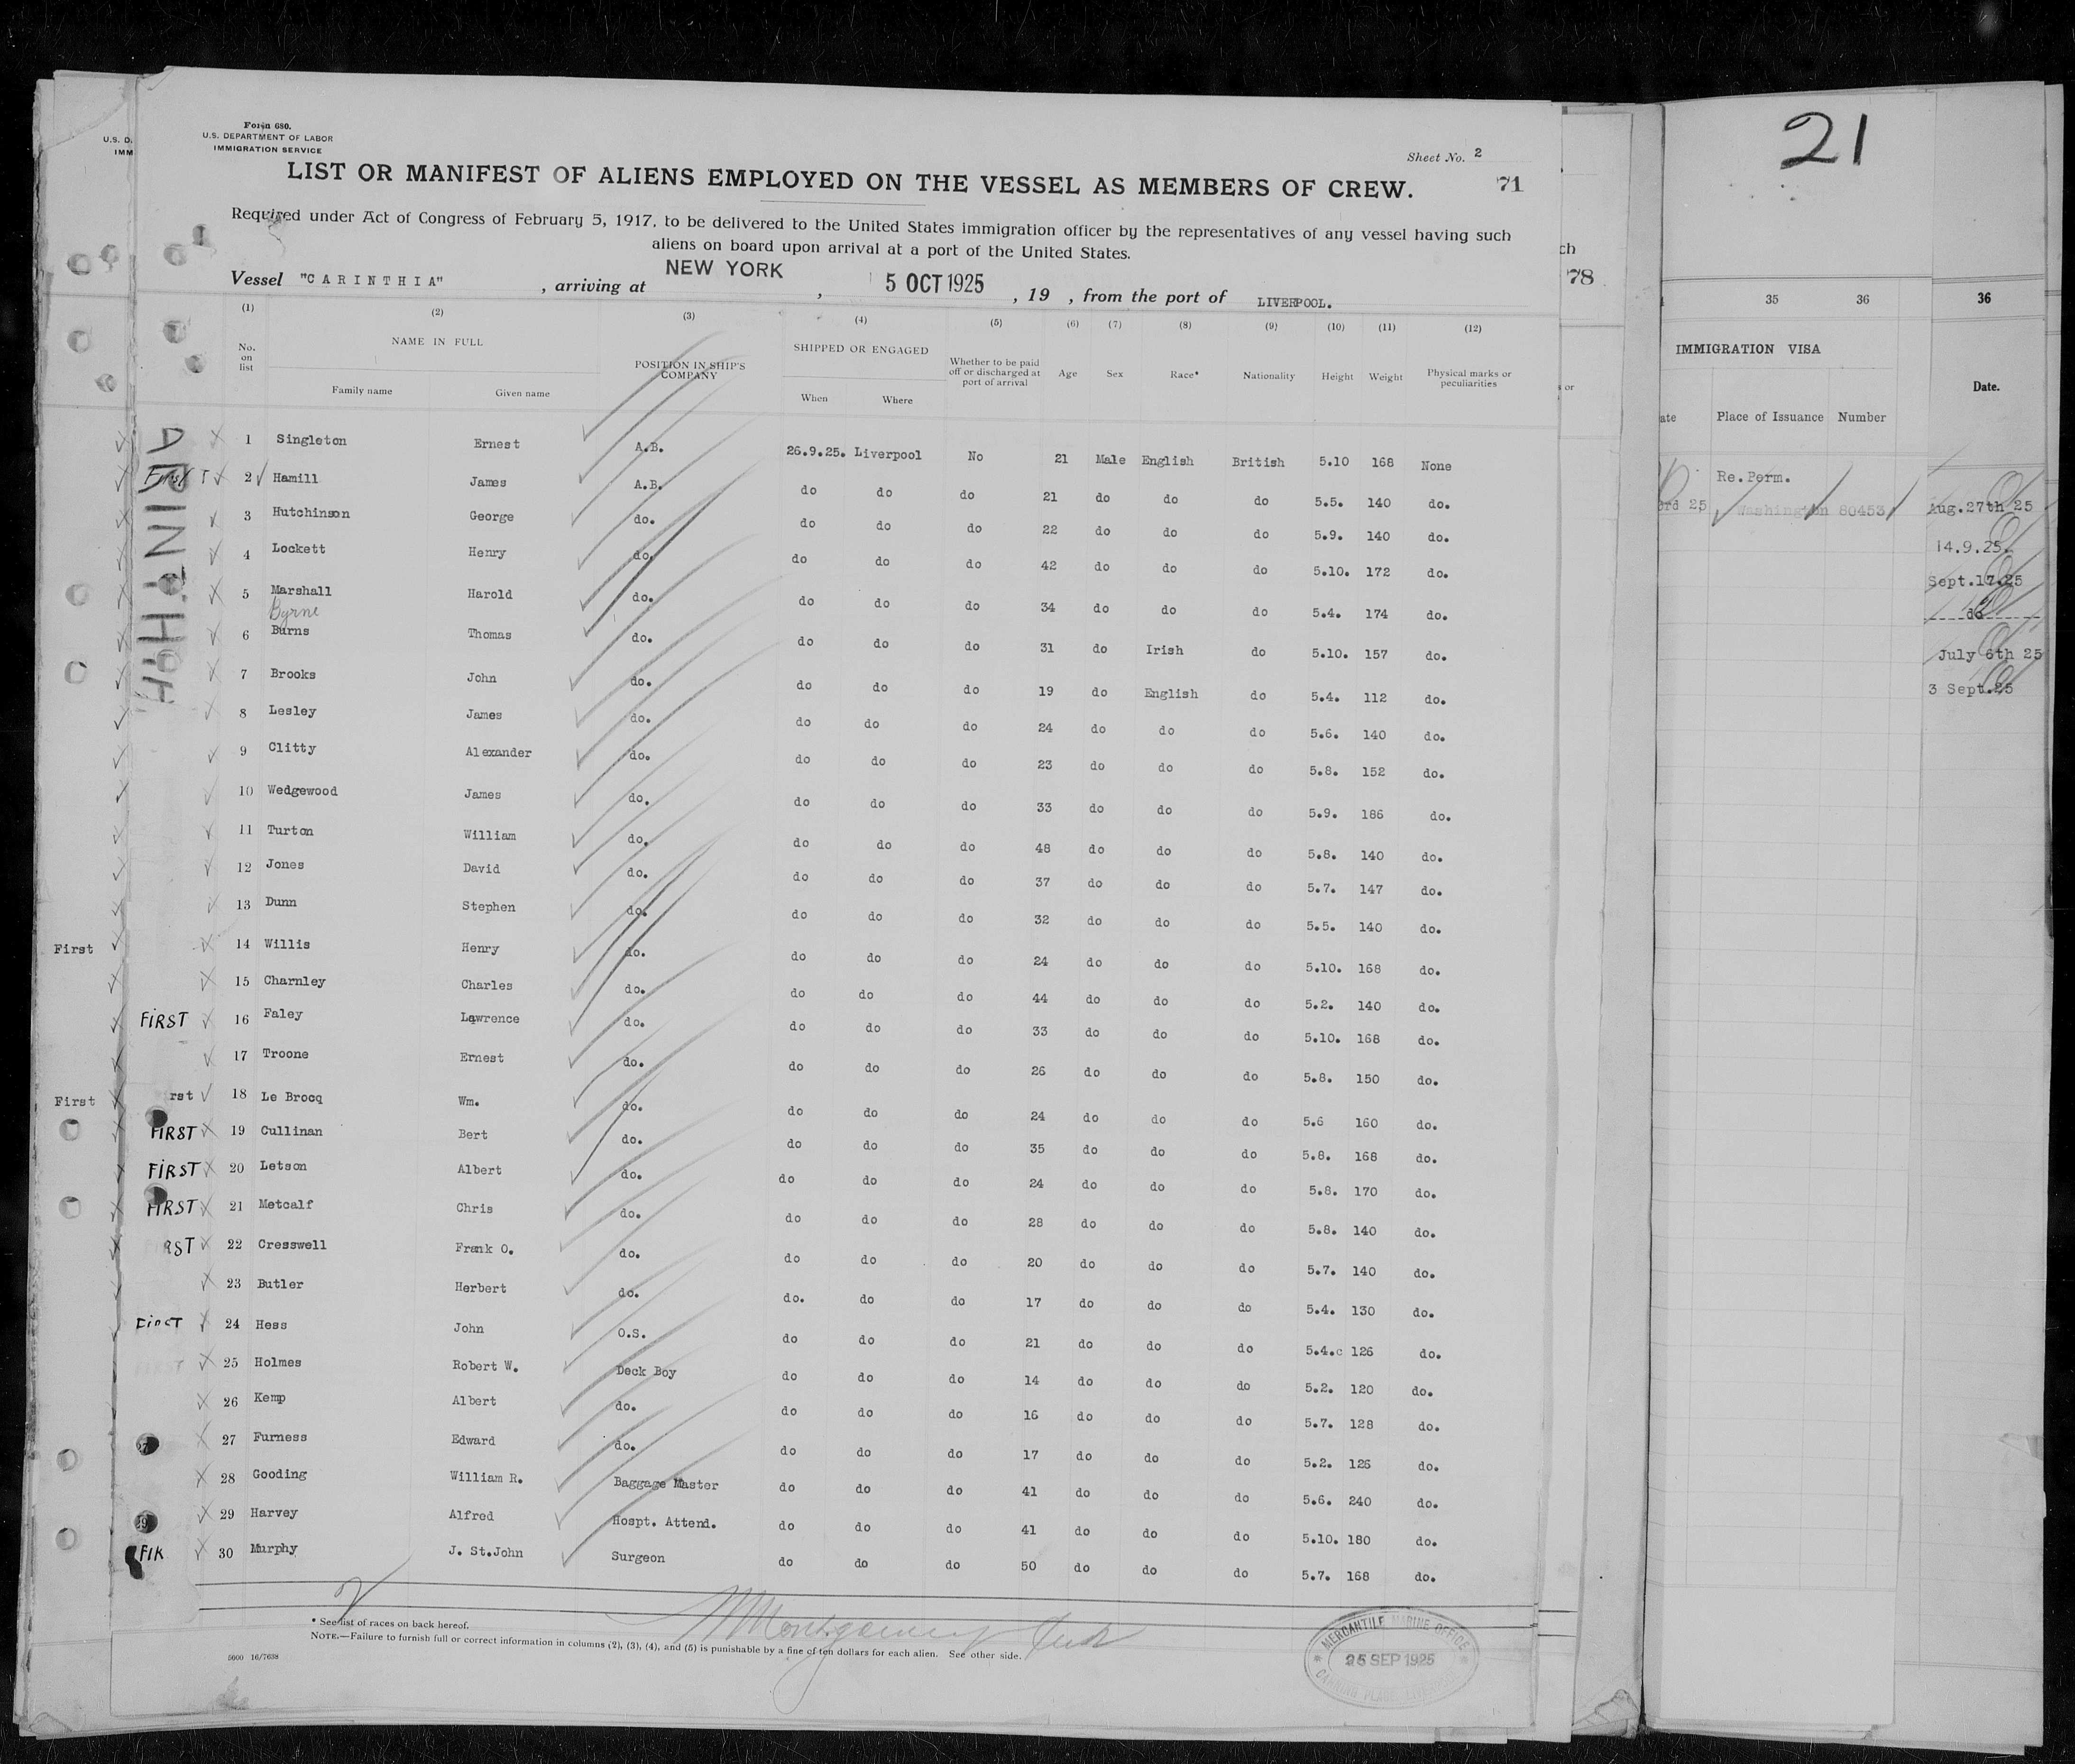 Form 680.
U.S. DEPARTMENT OF LABOR
IMMIGRATION SERVICE
U.S. D.
IMM
Sheet No. 2
LIST OR MANIFEST OF ALIENS EMPLOYED ON THE VESSEL AS MEMBERS OF CREW. 71
Required under Act of Congress of February 5, 1917, to be delivered to the United States immigration officer by the representatives of any vessel having such
aliens on board upon arrival at a port of the United States.
Vessel "CARINTHIA", arriving at NEW YORK, 5 OCT 1925, 19 , from the port of LIVERPOOL.
(1) (2) (3) (4) (5) (6) (7) (8) (9) (10) (11) (12)
No. on list NAME IN FULL Family name Given name POSITION IN SHIP'S COMPANY SHIPPED OR ENGAGED When Where Whether to be paid off or discharged at port of arrival Age Sex Race* Nationality Height Weight Physical marks or peculiarities
1 Singleton Ernest A.B. 26.9.25. Liverpool No 21 Male English British 5.10 168 None
First 2 Hamill James A.B. do do do 21 do do do 5.5. 140 do.
3 Hutchinson George do. do do do 22 do do do 5.9. 140 do.
4 Lockett Henry do. do do do 42 do do do 5.10. 172 do.
5 Marshall Harold do. do do do 34 do do do 5.4. 174 do.
Byrne
6 Burns Thomas do. do do do 31 do Irish do 5.10. 157 do.
7 Brooks John do. do do do 19 do English do 5.4. 112 do.
8 Lesley James do. do do do 24 do do do 5.6. 140 do.
9 Clitty Alexander do. do do do 23 do do do 5.8. 152 do.
10 Wedgewood James do. do do do 33 do do do 5.9. 186 do.
11 Turton William do. do do do 48 do do do 5.8. 140 do.
12 Jones David do. do do do 37 do do do 5.7. 147 do.
13 Dunn Stephen do. do do do 32 do do do 5.5. 140 do.
First 14 Willis Henry do. do do do 24 do do do 5.10. 168 do.
15 Charnley Charles do. do do do 44 do do do 5.2. 140 do.
FIRST 16 Faley Lawrence do. do do do 33 do do do 5.10. 168 do.
17 Troone Ernest do. do do do 26 do do do 5.8. 150 do.
First rst 18 Le Brocq Wm. do. do do do 24 do do do 5.6 160 do.
FIRST 19 Cullinan Bert do. do do do 35 do do do 5.8. 168 do.
FIRST 20 Letson Albert do. do do do 24 do do do 5.8. 170 do.
FIRST 21 Metcalf Chris do. do do do 28 do do do 5.8. 140 do.
RST 22 Cresswell Frank O. do. do do do 20 do do do 5.7. 140 do.
23 Butler Herbert do. do. do do 17 do do do 5.4. 130 do.
24 Hess John O.S. do do do 21 do do do 5.4. 126 do.
25 Holmes Robert W. Deck Boy do do do 14 do do do 5.2. 120 do.
26 Kemp Albert do. do do do 16 do do do 5.7. 128 do.
27 Furness Edward do. do do do 17 do do do 5.2. 126 do.
28 Gooding William R. Baggage Master do do do 41 do do do 5.6. 240 do.
29 Harvey Alfred Hospt. Attend. do do do 41 do do do 5.10. 180 do.
30 Murphy J. St.John Surgeon do do do 50 do do do 5.7. 168 do.
* See list of races on back hereof.
NOTE.—Failure to furnish full or correct information in columns (2), (3), (4), and (5) is punishable by a fine of ten dollars for each alien. See other side.
5000 16/7638
MERCANTILE MARINE OFFICE
25 SEP 1925
CANNING PLACE, LIVERPOOL
ARINTHIA
ch
78
s or
21
35 36 36
IMMIGRATION VISA
Date.
ate Place of Issuance Number
Re.Perm.
3rd 25 Washington 80453 Aug.27th 25
14.9.25.
Sept.17.25
do
July 6th 25
3 Sept.25